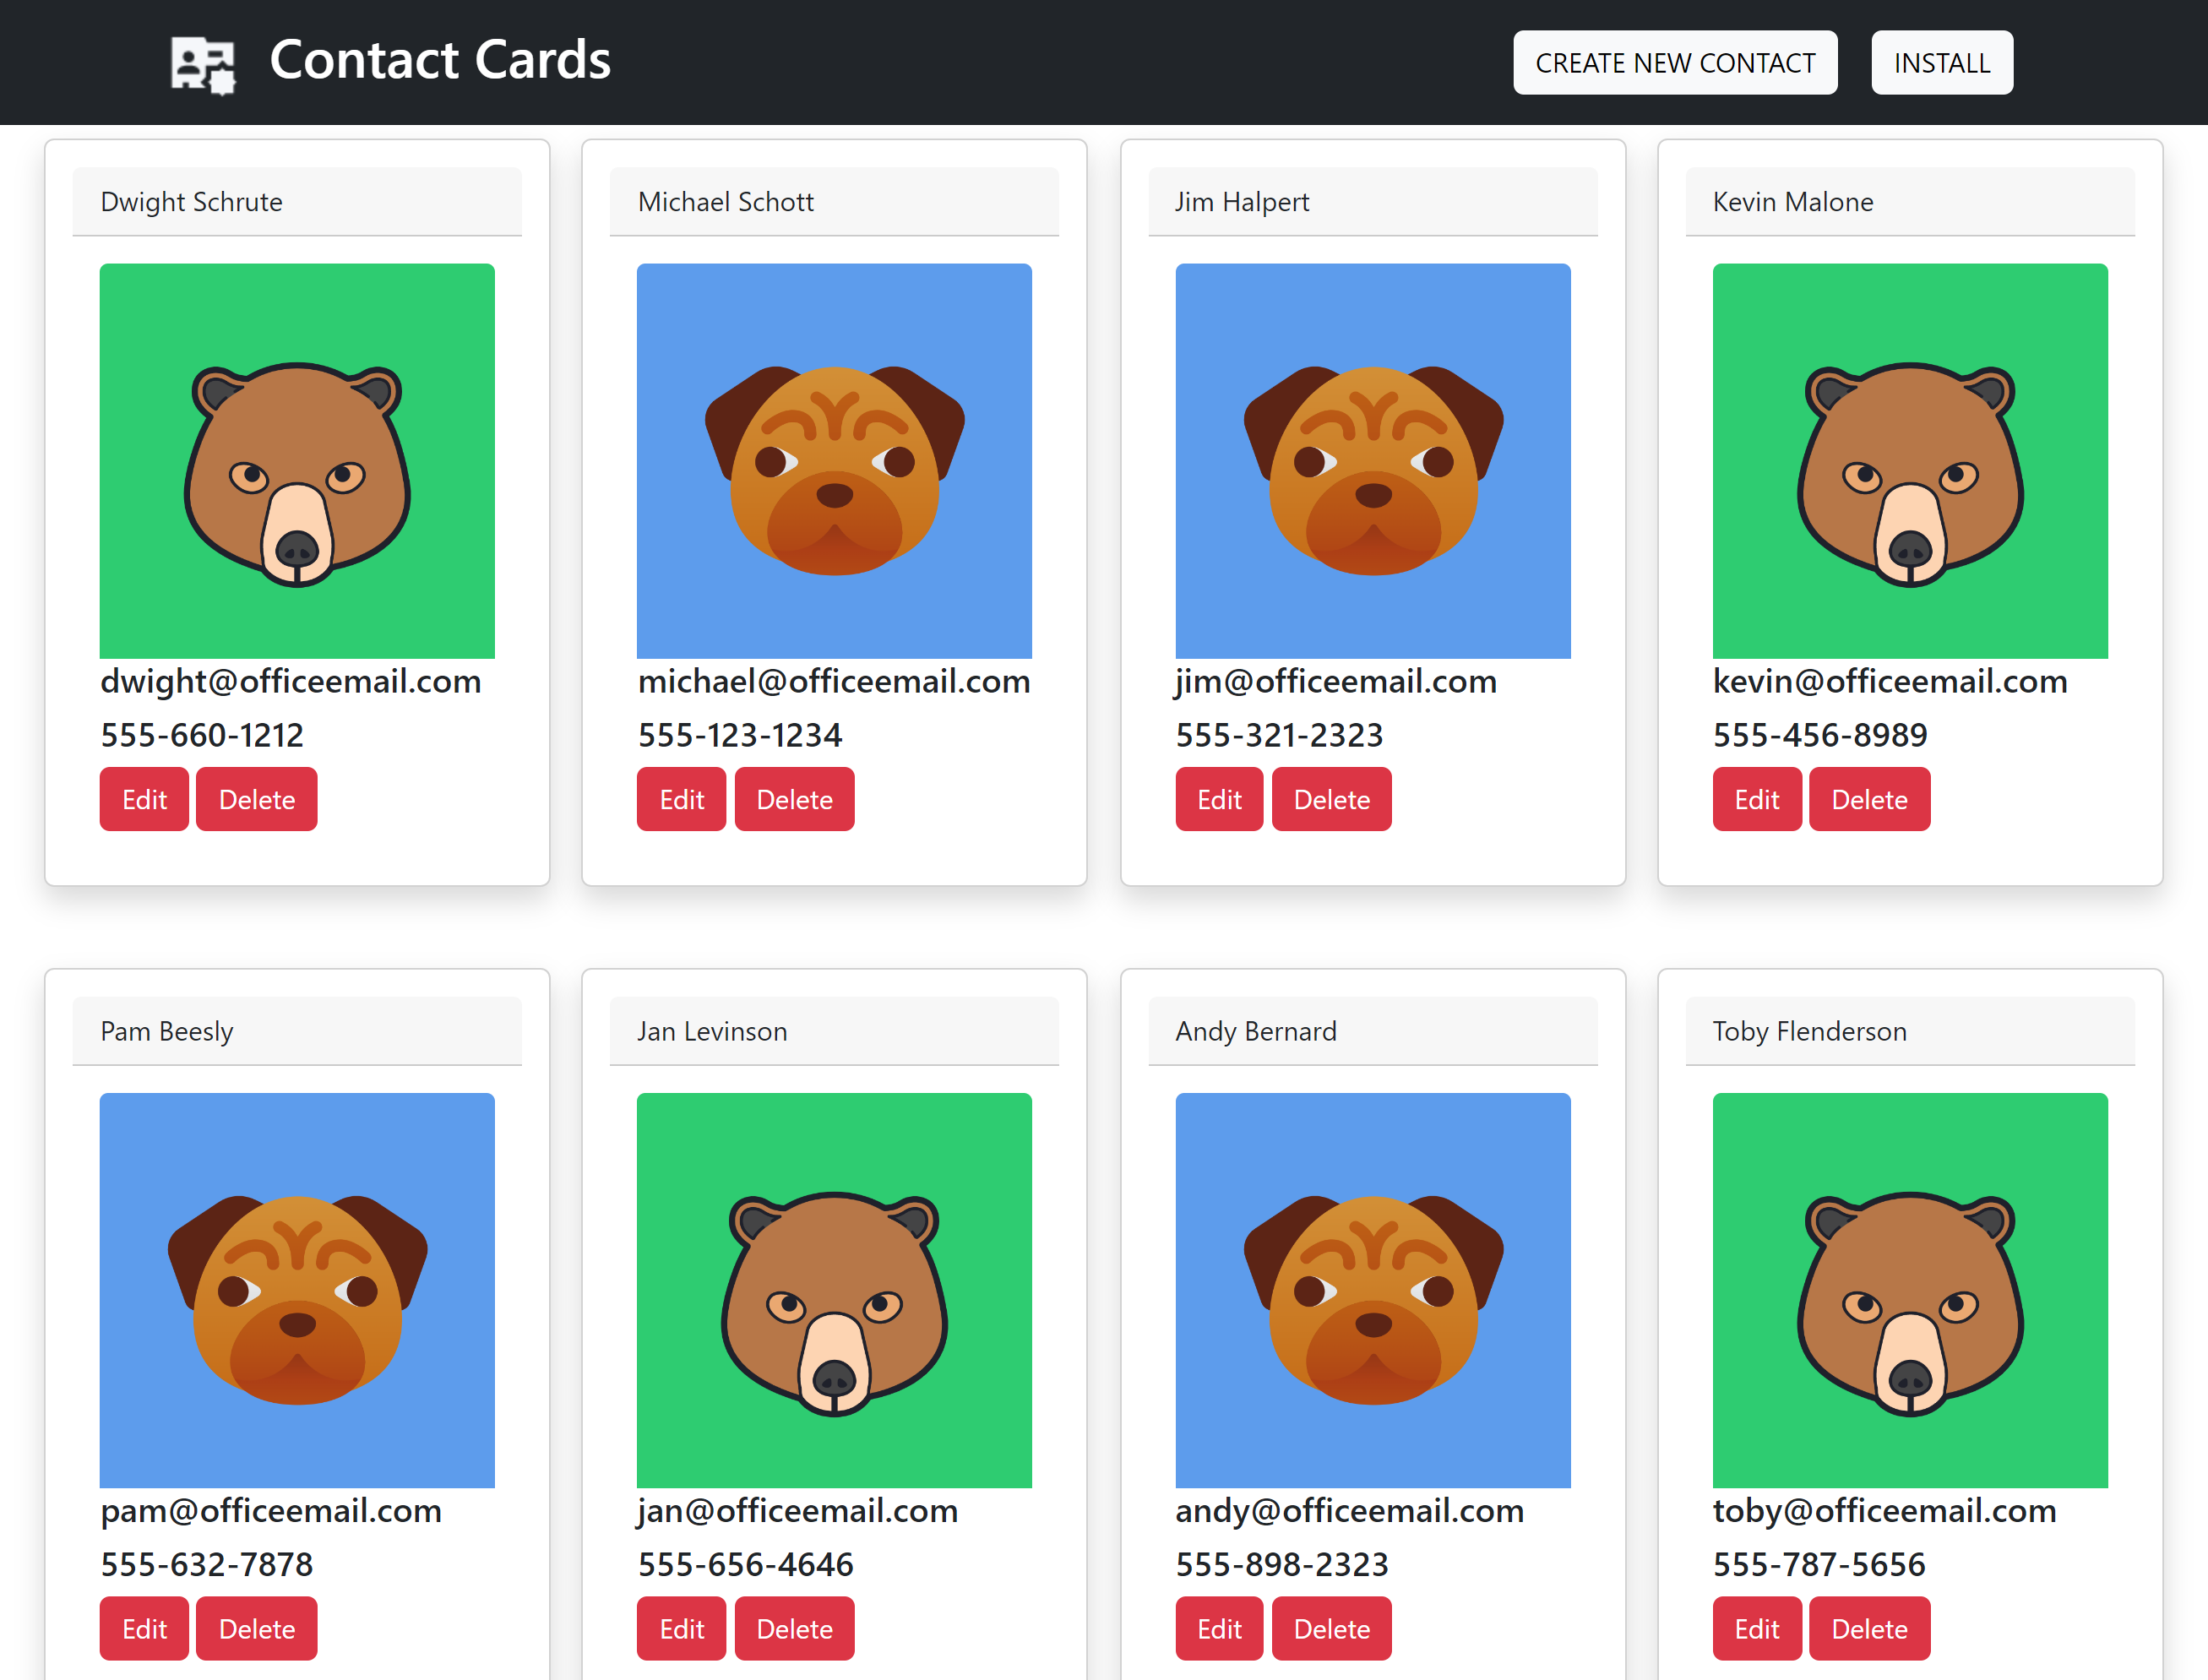 Contact Cards
CREATE NEW CONTACT
INSTALL
Dwight Schrute
dwight@officeemail.com
555-660-1212
Edit
Delete
Michael Schott
michael@officeemail.com
555-123-1234
Edit
Delete
Jim Halpert
jim@officeemail.com
555-321-2323
Edit
Delete
Kevin Malone
kevin@officeemail.com
555-456-8989
Edit
Delete
Pam Beesly
pam@officeemail.com
555-632-7878
Edit
Delete
Jan Levinson
jan@officeemail.com
555-656-4646
Edit
Delete
Andy Bernard
andy@officeemail.com
555-898-2323
Edit
Delete
Toby Flenderson
toby@officeemail.com
555-787-5656
Edit
Delete